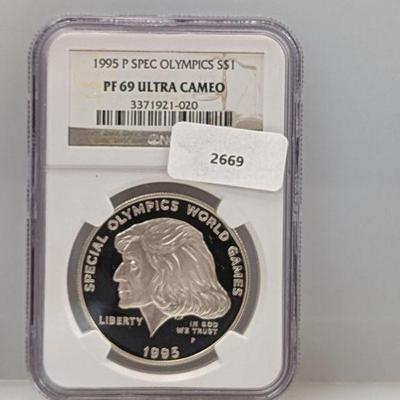 1995 P SPEC OLYMPICS S$1
PF 69 ULTRA CAMEO
3371921-020
2669
SPECIAL OLYMPICS WORLD GAMES
LIBERTY
IN GOD
WE TRUST
P
1995